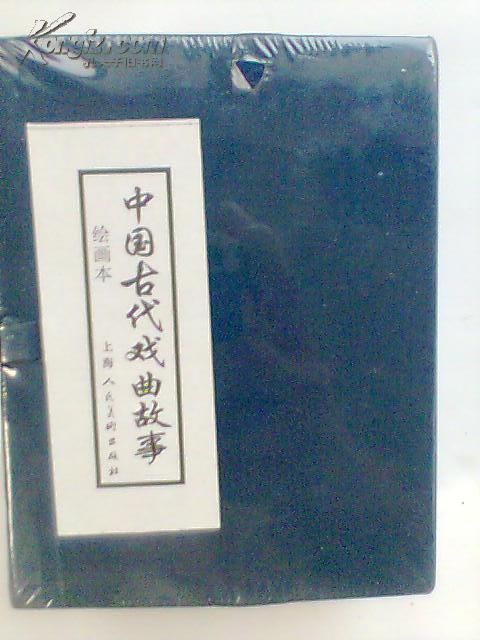 Kongfz.com
孔夫子旧书网
中国古代戏曲故事
绘画本
上海人民美术出版社